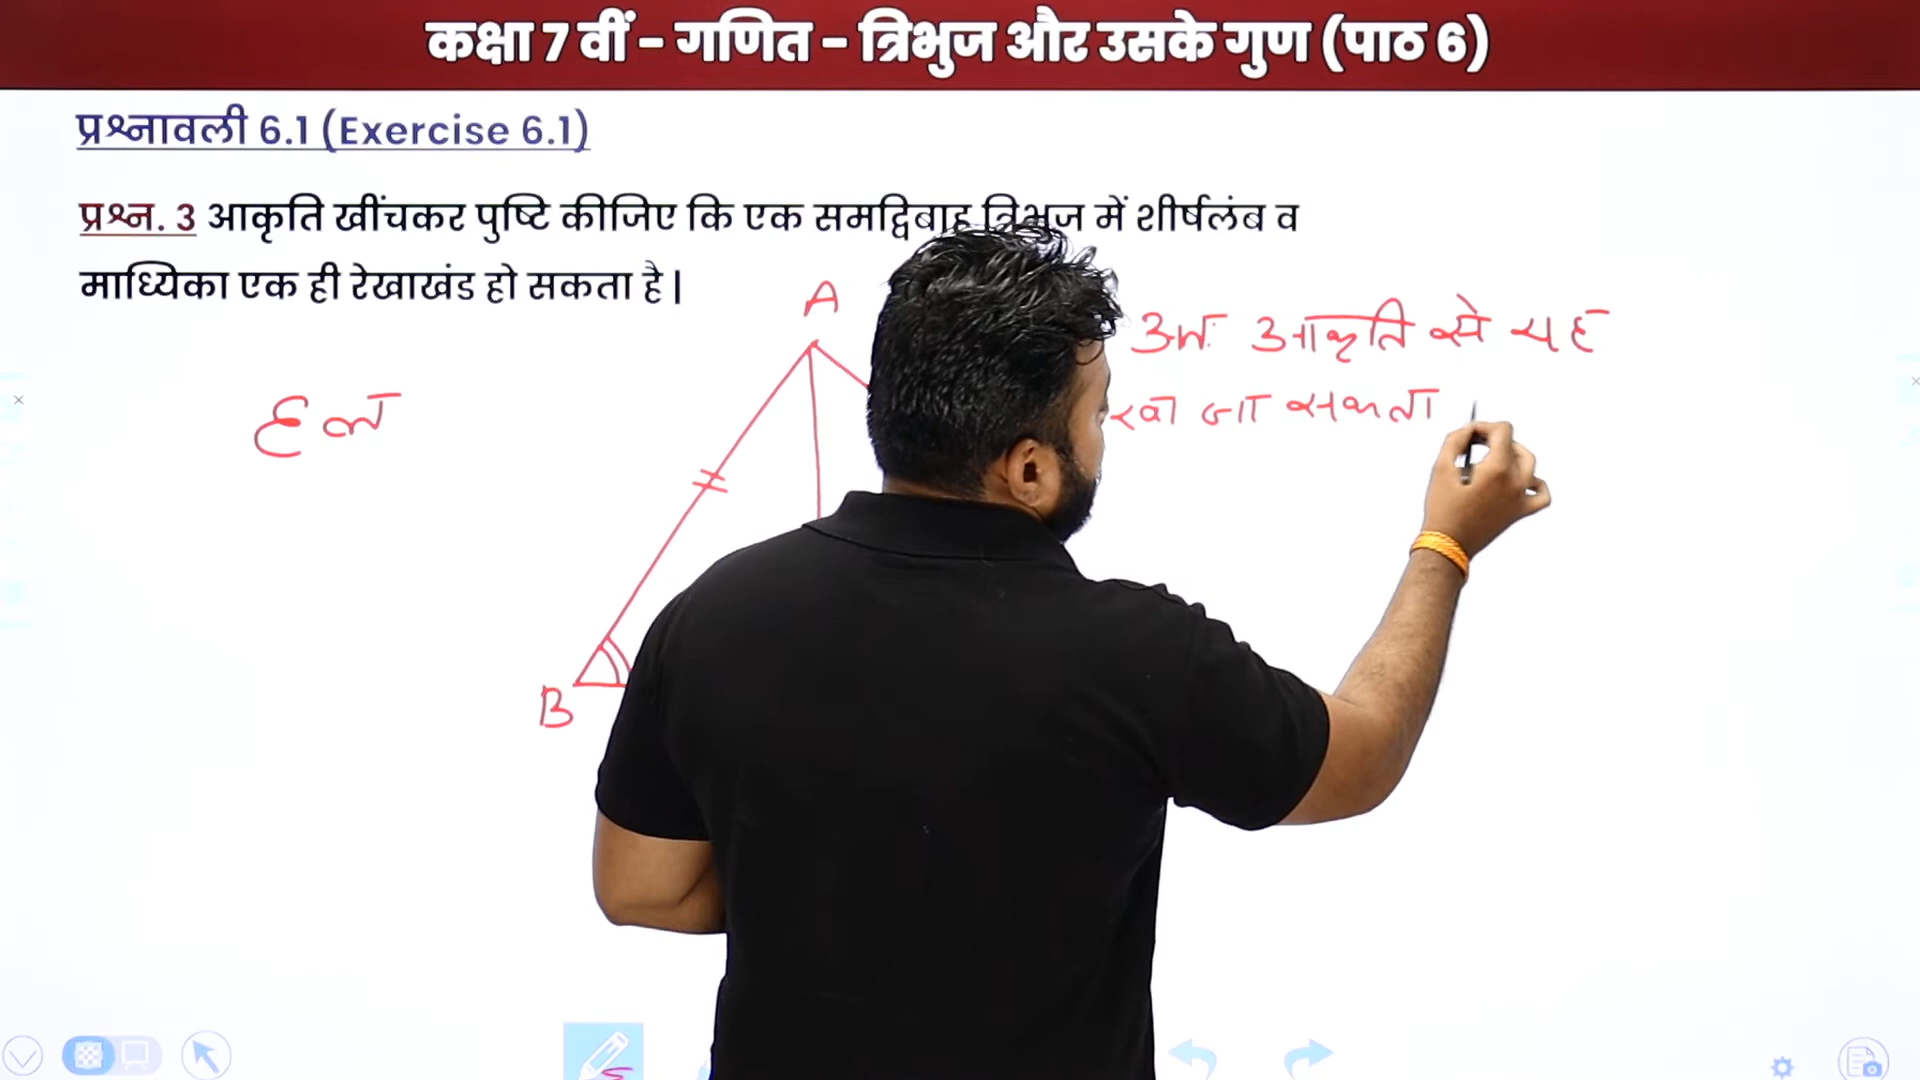 कक्षा 7 वीं - गणित - त्रिभुज और उसके गुण (पाठ 6)
प्रश्नावली 6.1 (Exercise 6.1)
प्रश्न. 3 आकृति खींचकर पुष्टि कीजिए कि एक समद्विबाहु त्रिभुज में शीर्षलंब व
माध्यिका एक ही रेखाखंड हो सकता है |
A
अतः आकृति से यह
हल
जा सकता
B